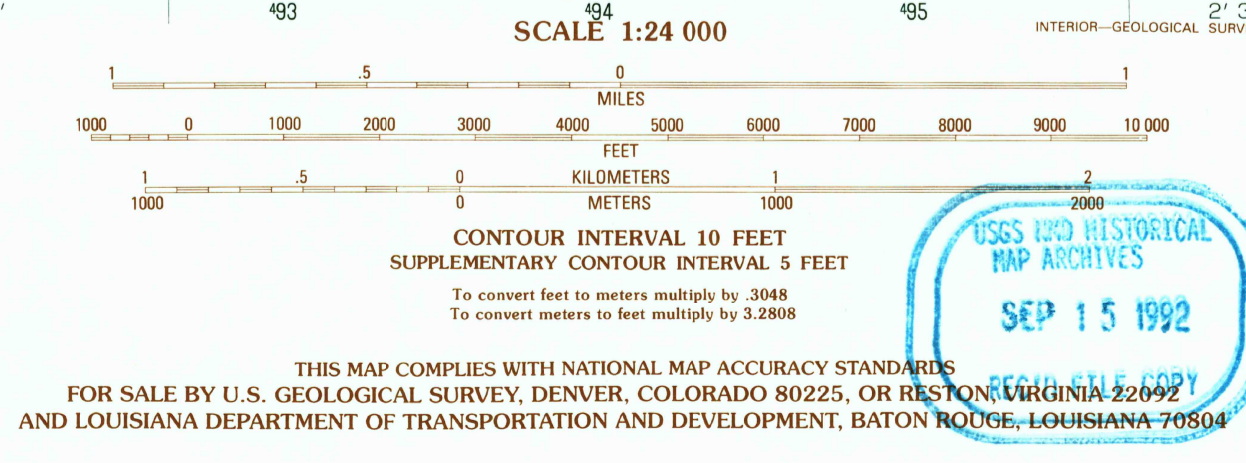 493 494 495 2' 3
SCALE 1:24 000
INTERIOR—GEOLOGICAL SURV
1 .5 0 1
MILES
1000 0 1000 2000 3000 4000 5000 6000 7000 8000 9000 10 000
FEET
1 .5 0 KILOMETERS 1 2
1000 0 METERS 1000 2000
CONTOUR INTERVAL 10 FEET
SUPPLEMENTARY CONTOUR INTERVAL 5 FEET
To convert feet to meters multiply by .3048
To convert meters to feet multiply by 3.2808
USGS NMD HISTORICAL
MAP ARCHIVES
SEP 15 1992
REC'D FILE COPY
THIS MAP COMPLIES WITH NATIONAL MAP ACCURACY STANDARDS
FOR SALE BY U.S. GEOLOGICAL SURVEY, DENVER, COLORADO 80225, OR RESTON, VIRGINIA 22092
AND LOUISIANA DEPARTMENT OF TRANSPORTATION AND DEVELOPMENT, BATON ROUGE, LOUISIANA 70804